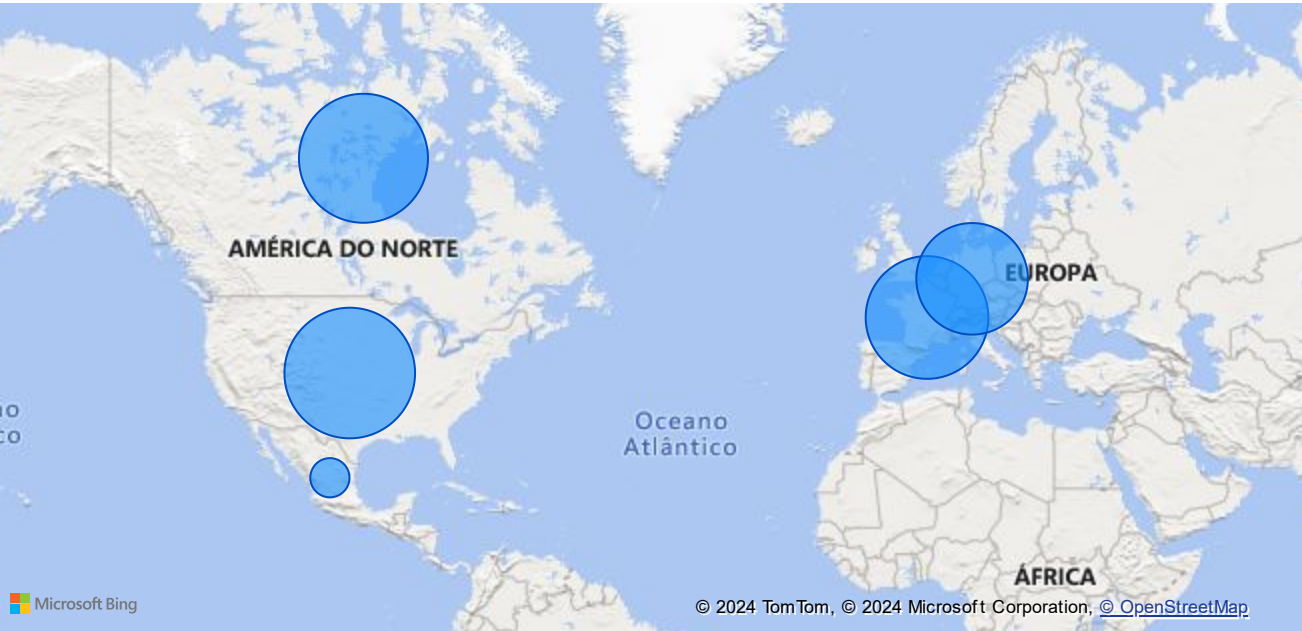 AMÉRICA DO NORTE
EUROPA
Oceano
Atlântico
ÁFRICA
Microsoft Bing
© 2024 TomTom, © 2024 Microsoft Corporation, © OpenStreetMap